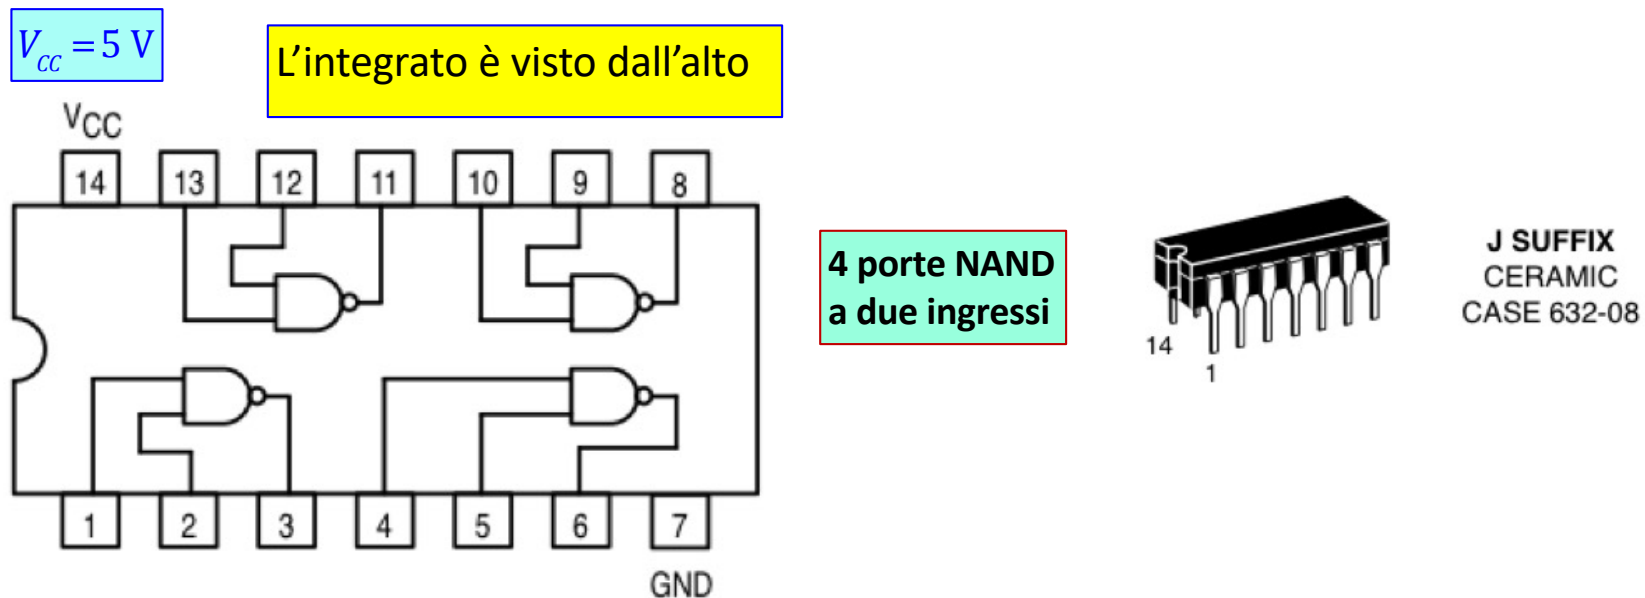 V_CC = 5 V
L’integrato è visto dall’alto
VCC
14 13 12 11 10 9 8
4 porte NAND
a due ingressi
1 2 3 4 5 6 7
GND
14
1
J SUFFIX
CERAMIC
CASE 632-08